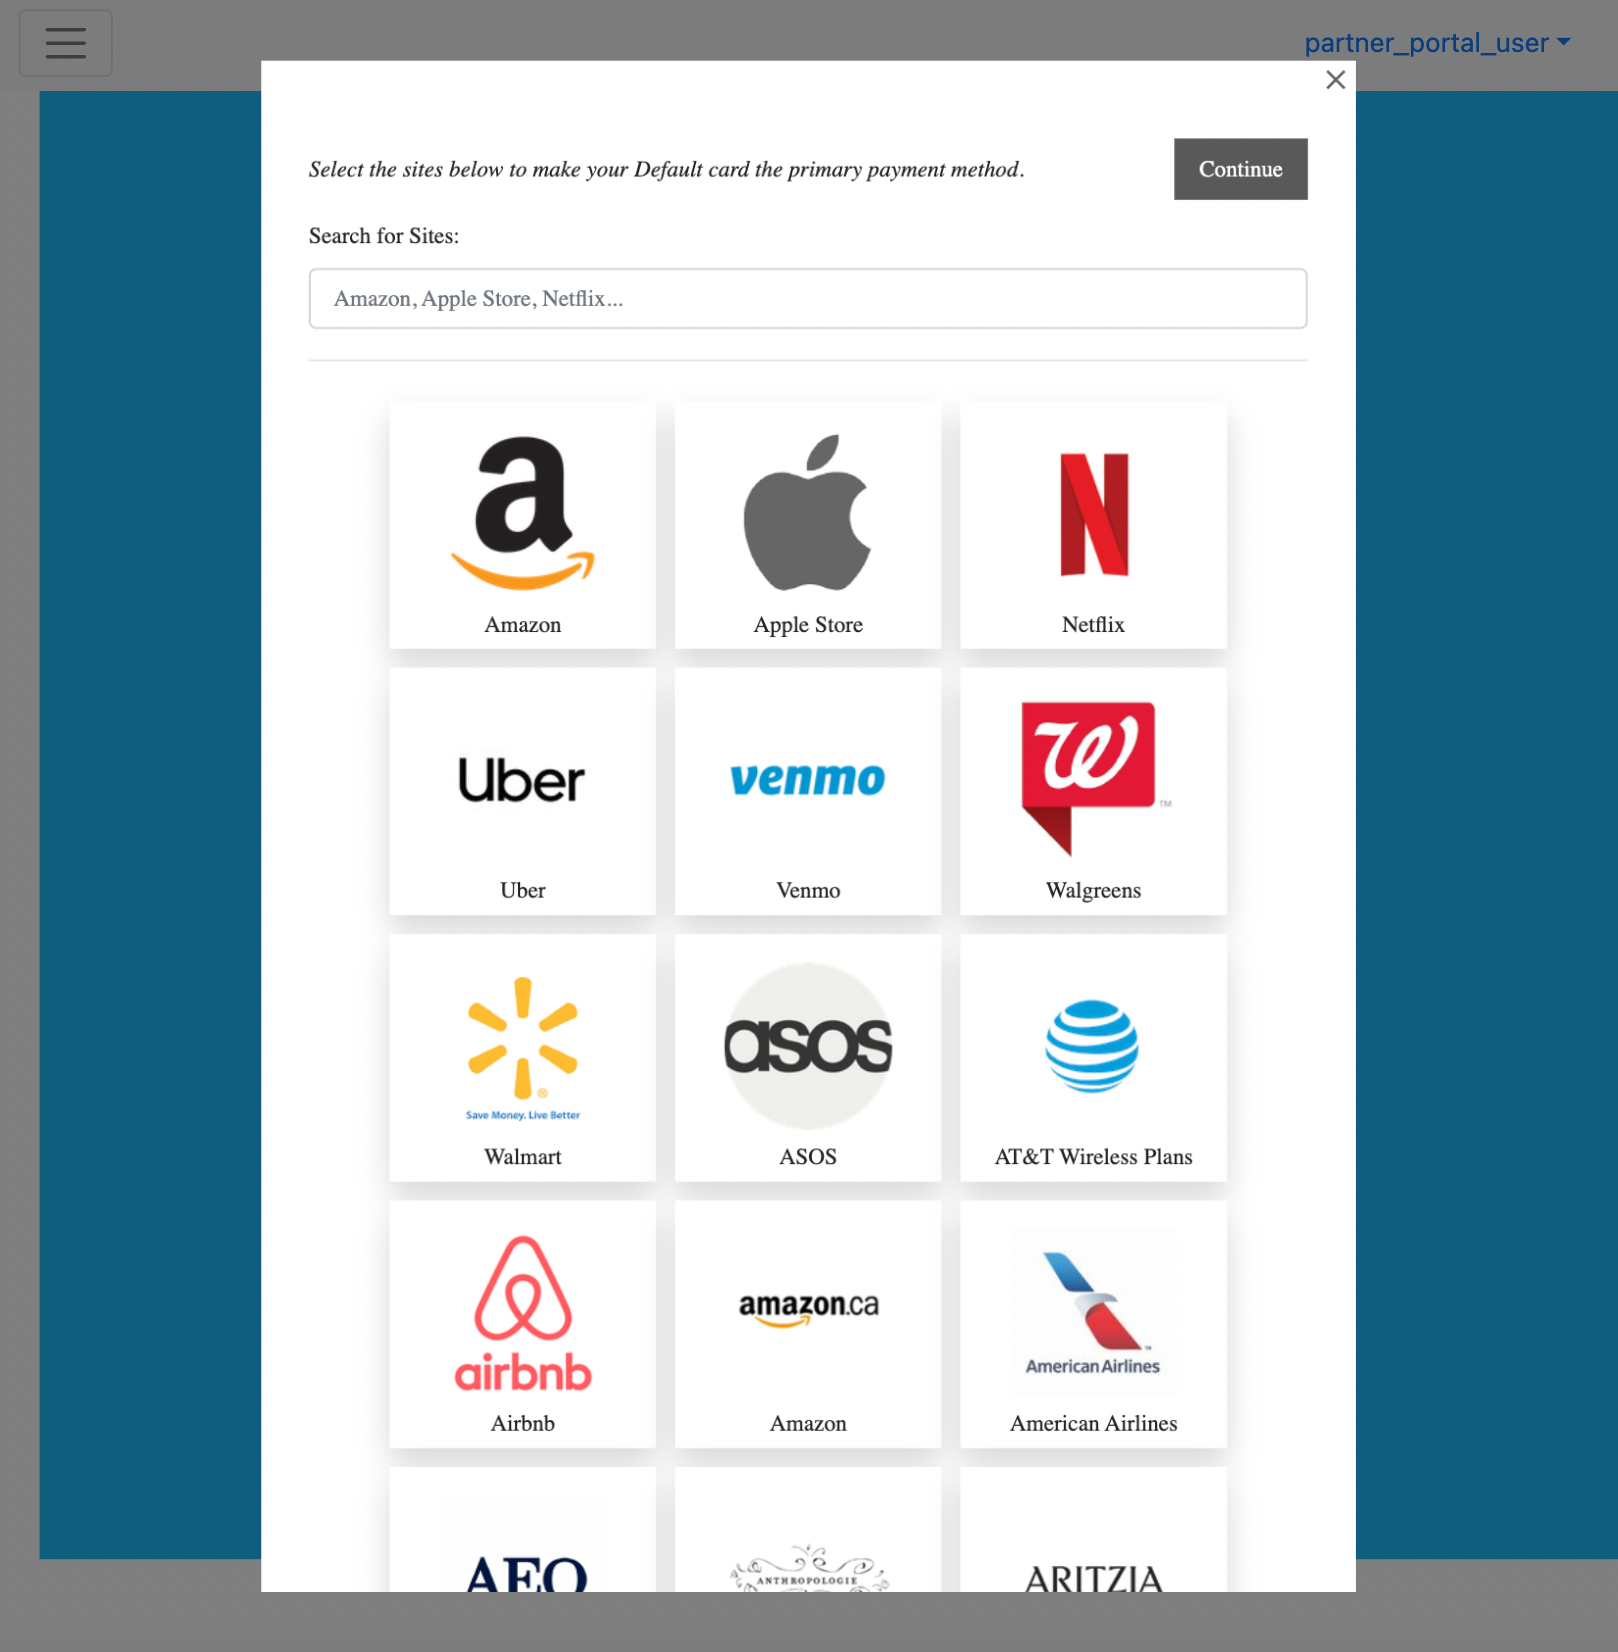 partner_portal_user
Select the sites below to make your Default card the primary payment method.
Continue
Search for Sites:
Amazon, Apple Store, Netflix...
a
Amazon
Apple Store
N
Netflix
Uber
Uber
venmo
Venmo
W
TM
Walgreens
®
Save Money. Live Better
Walmart
asos
ASOS
AT&T Wireless Plans
airbnb
Airbnb
amazon.ca
Amazon
American Airlines
American Airlines
AEO
ANTHROPOLOGIE
ARITZIA